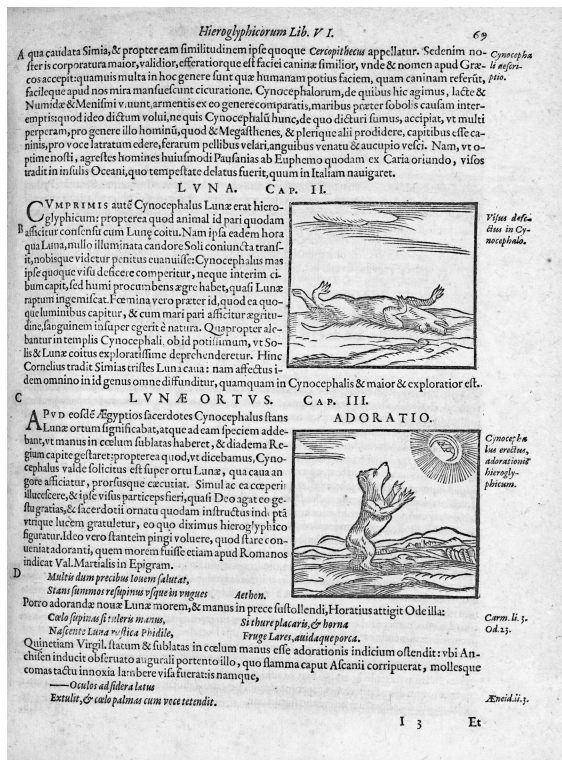 Hieroglyphicorum Lib. VI. 69
A qua caudata Simia, & propter eam similitudinem ipse quoque Cercopithecus appellatur. Sed enim no-
ster is corpuratura maior, validior, efferatiorque est faciei caninæ similior, vnde & nomen apud Græ-
cos accepit: quamuis multa in hoc genere sunt quæ humanam potius faciem, quam caninam referūt,
facileque apud nos mira mansuescunt cicuratione. Cynocephalorum, de quibus hic agimus, lacte &
Numidæ & Menismi viuunt, armentis ex eo genere comparatis, maribus præter sobolis causam inter-
emptis: quod ideo dictum volui, ne quis Cynocephalū hunc, de quo dicturi sumus, accipiat, vt multi
perperam, pro genere illo hominū, quod & Megasthenes, & plerique alii prodidere, capitibus esse ca-
ninis, pro voce latratum edere, ferarum pellibus velari, anguibus venatu & aucupio vesci. Nam, vt o-
ptime nosti, agrestes homines huiusmodi Pausanias ab Euphemo quodam ex Caria oriundo, visos
tradit in insulis Oceani, quo tempestate delatus fuerit, quum in Italiam nauigaret.
Cynocepha
li descri-
ptio.
LVNA. CAP. II.
CVMPRIMIS autē Cynocephalus Lunæ erat hiero-
glyphicum: propterea quod animal id pari quodam
B afficitur consensu cum Lunę coitu. Nam ipsa eadem hora
qua Luna, nullo illuminata candore Soli coniuncta trans-
it, nobisque videtur penitus euanuisse: Cynocephalus mas
ipse quoque visu deficere comperitur, neque interim ci-
bum capit, sed humi procumbens ægre habet, quasi Lunæ
raptum ingemiscat. Fœmina vero præter id, quod ea quo-
que luminibus capitur, & cum mari pari afficitur ægritu-
dine, sanguinem insuper egerit è natura. Quapropter ale-
bantur in templis Cynocephali, ob id potissimum, vt So-
lis & Lunæ coitus exploratissime deprehenderetur. Hinc
Cornelius tradit Simias tristes Luna caua: nam affectus i-
dem omnino in id genus omne diffunditur, quamquam in Cynocephalis & maior & exploratior est.
Visus defe-
ctus in Cy-
nocephalo.
C LVNÆ ORTVS. CAP. III.
ADORATIO.
APVD eosdē Ægyptios sacerdotes Cynocephalus stans
Lunæ ortum significabat, atque ad eam speciem adde-
bant, vt manus in cœlum sublatas haberet, & diadema Re-
gium capite gestaret: propterea quod, vt dicebamus, Cyno-
cephalus valde solicitus est super ortu Lunæ, qua caua an
gore afficiatur, prorsusque cæcutiat. Simul ac ea cœperit
illucescere, & ipse visus particeps fieri, quasi Deo agat eo ge-
stu gratias, & sacerdotii ornatu quodam instructus indeptā
vtrique lucem gratuletur, eo quo diximus hieroglyphico
figuratur. Ideo vero stantem pingi voluere, quod stare con-
ueniat adoranti, quem morem fuisse etiam apud Romanos
indicat Val. Martialis in Epigram.
Cynocepha
lus erectus,
adorationis
hierogly-
phicum.
D Multis dum precibus Iouem salutat,
Stans summos resupinus vsque in vngues Aethon.
Porro adorandæ nouæ Lunæ morem, & manus in prece sustollendi, Horatius attigit Ode illa:
Cœlo supinas si tuleris manus, Si thure placaris, & horna
Nascente Luna rustica Phidile, Fruge Lares, auidaque porca.
Carm. li. 3.
Od. 23.
Quinetiam Virgil. statum & sublatas in cœlum manus esse adorationis indicium ostendit: vbi An-
chisen inducit obseruato augurali portento illo, quo flamma caput Ascanii corripuerat, mollesque
comas tactu innoxia lambere visa fuerat: is namque,
——Oculos ad sidera lætus
Extulit, & cœlo palmas cum voce tetendit.
Æneid. ii. 3.
I 3 Et